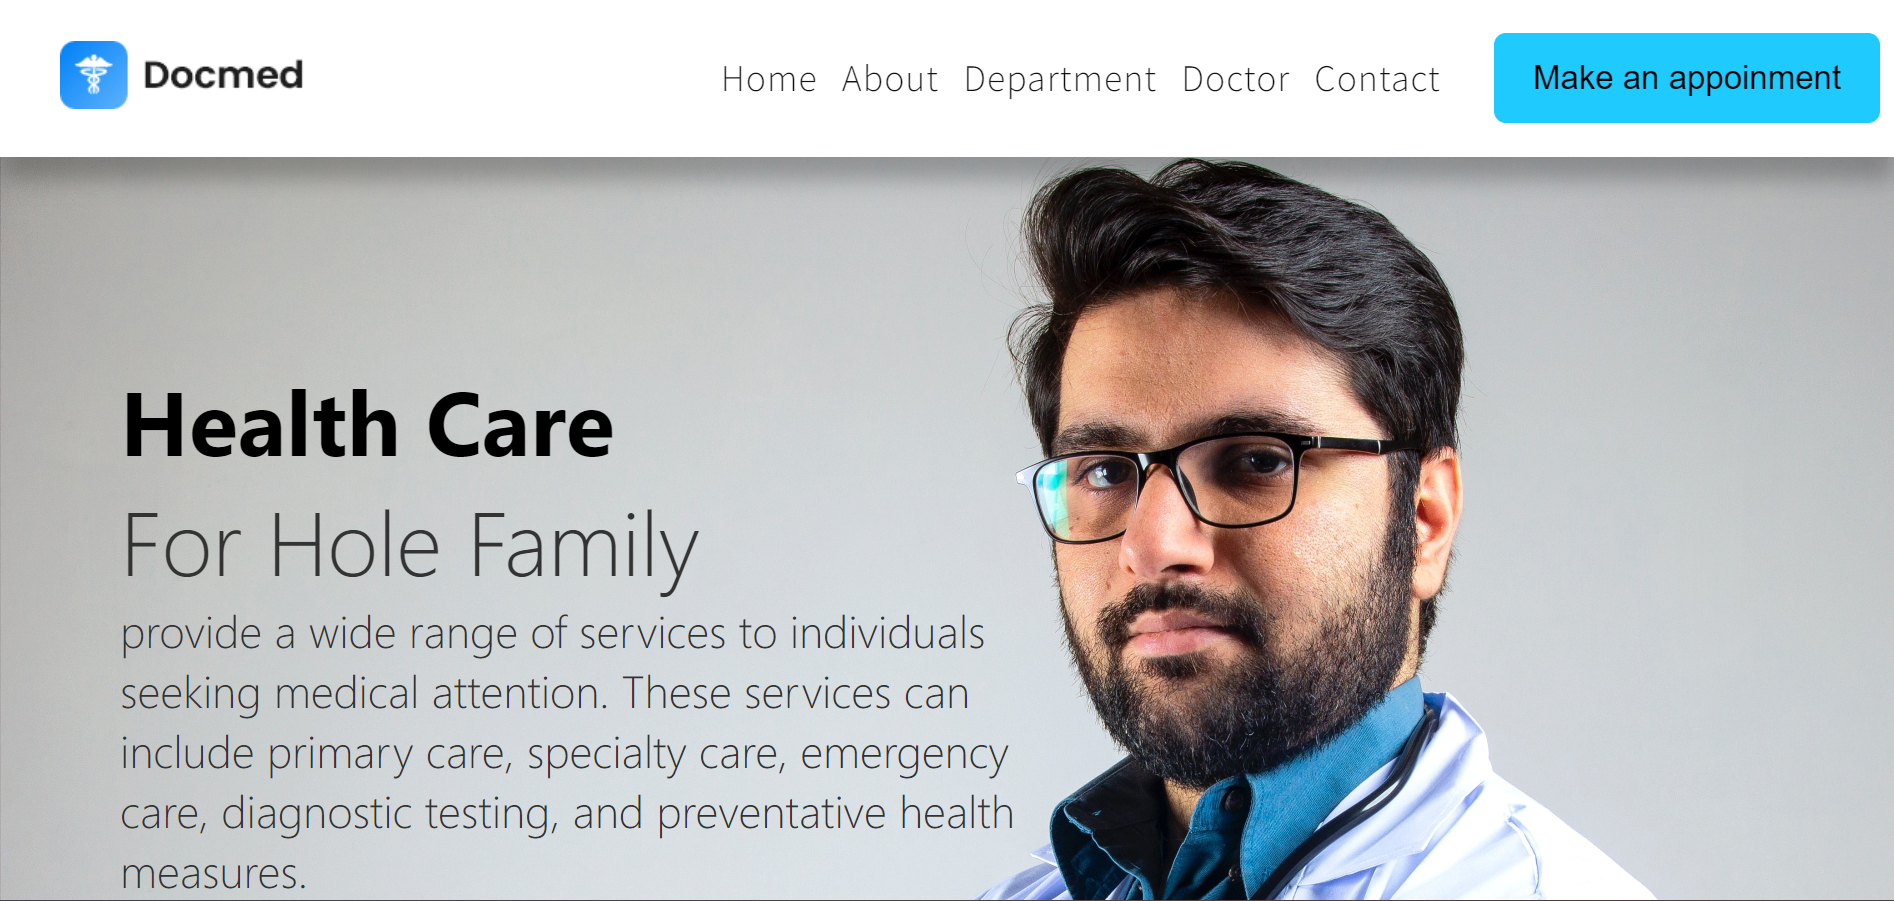 Docmed
Home About Department Doctor Contact
Make an appoinment
Health Care
For Hole Family
provide a wide range of services to individuals
seeking medical attention. These services can
include primary care, specialty care, emergency
care, diagnostic testing, and preventative health
measures.